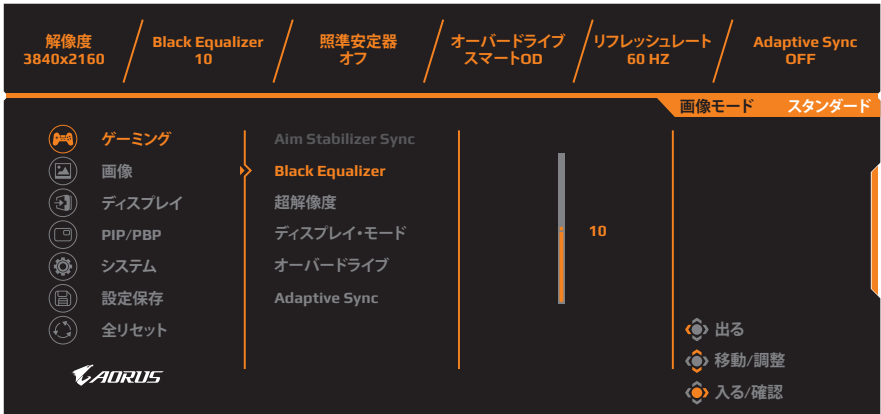 解像度
3840x2160
Black Equalizer
10
照準安定器
オフ
オーバードライブ
スマートOD
リフレッシュレート
60 HZ
Adaptive Sync
OFF
画像モード スタンダード
ゲーミング
画像
ディスプレイ
PIP/PBP
システム
設定保存
全リセット
AORUS
Aim Stabilizer Sync
Black Equalizer
超解像度
ディスプレイ・モード
オーバードライブ
Adaptive Sync
10
出る
移動/調整
入る/確認